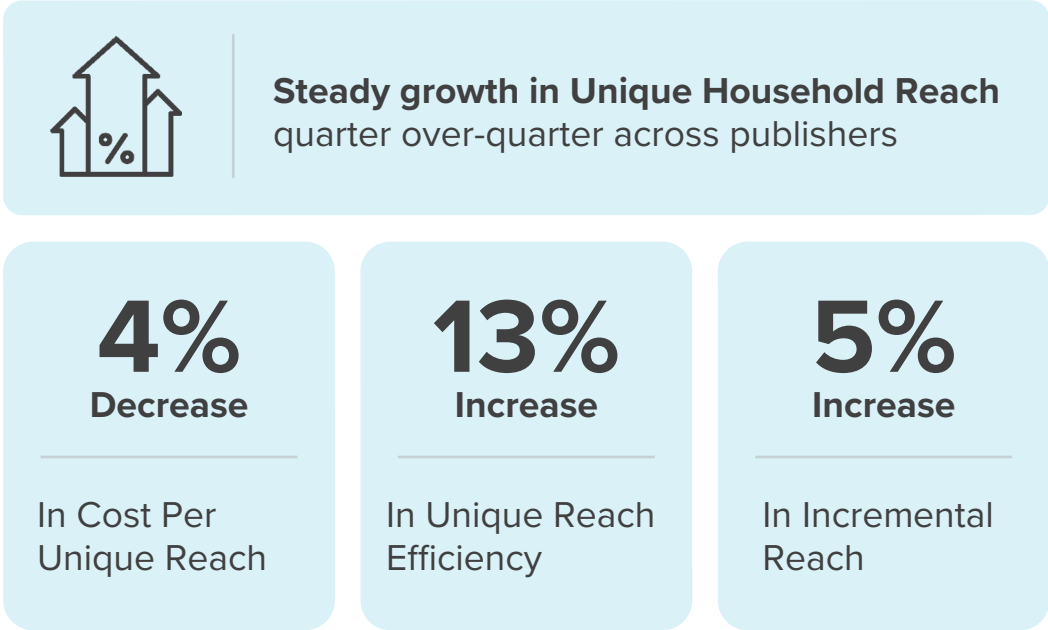 %
Steady growth in Unique Household Reach
quarter over-quarter across publishers
4%
Decrease
In Cost Per
Unique Reach
13%
Increase
In Unique Reach
Efficiency
5%
Increase
In Incremental
Reach